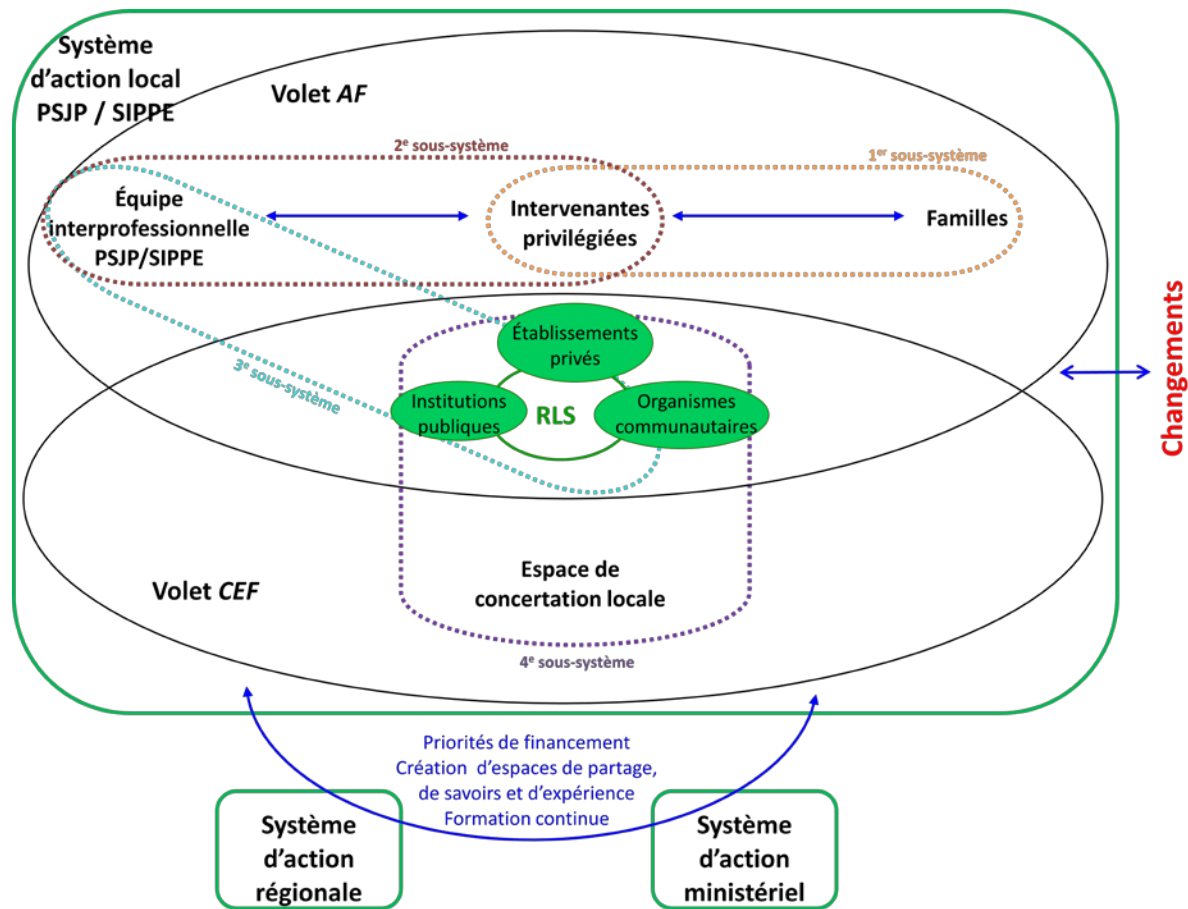 Système
d'action local
PSJP / SIPPE
Volet AF
2e sous-système
1er sous-système
Équipe
interprofessionnelle
PSJP/SIPPE
Intervenantes
privilégiées
Familles
Établissements
privés
3e sous-système
Institutions
publiques
RLS
Organismes
communautaires
Changements
Espace de
concertation locale
Volet CEF
4e sous-système
Priorités de financement
Création d'espaces de partage,
de savoirs et d'expérience
Formation continue
Système
d'action
régionale
Système
d'action
ministériel